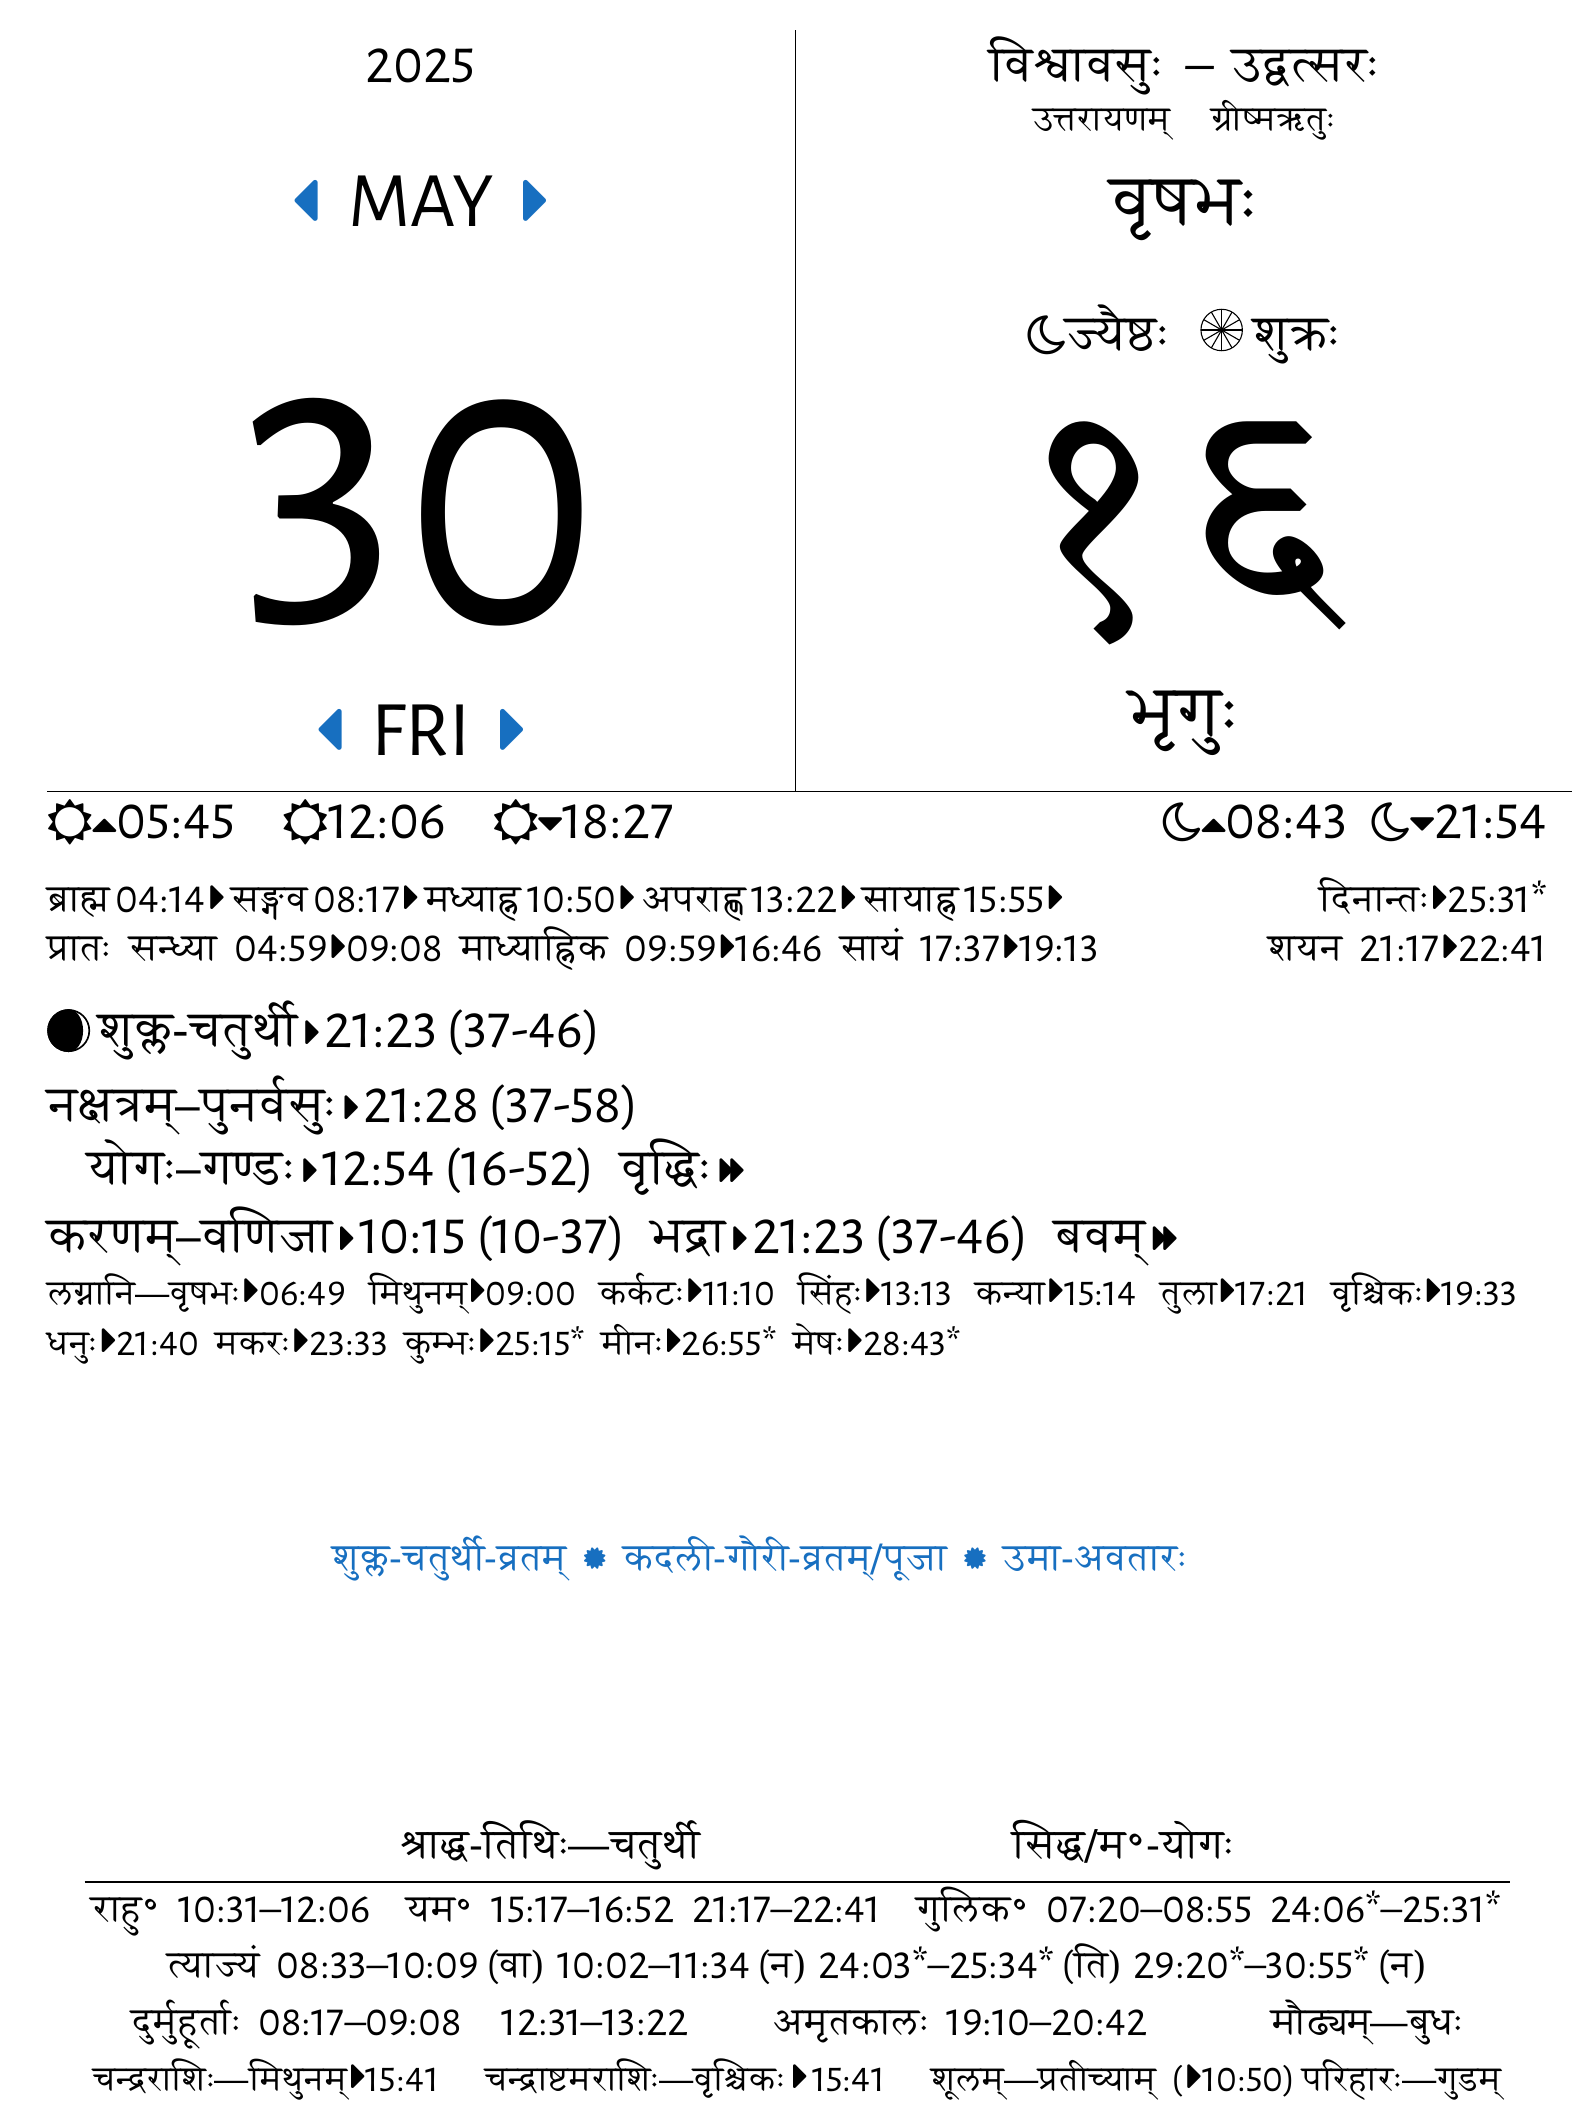 2025
MAY
30
FRI
विश्वावसुः – उद्वत्सरः
उत्तरायणम् ग्रीष्मऋतुः
वृषभः
ज्यैष्ठः शुक्रः
१६
भृगुः
05:45 12:06 18:27 08:43 21:54
ब्राह्म 04:14 सङ्गव 08:17 मध्याह्न 10:50 अपराह्ण 13:22 सायाह्न 15:55 दिनान्तः 25:31*
प्रातः सन्ध्या 04:59 09:08 माध्याह्निक 09:59 16:46 सायं 17:37 19:13 शयन 21:17 22:41
शुक्ल-चतुर्थी 21:23 (37-46)
नक्षत्रम्–पुनर्वसुः 21:28 (37-58)
योगः–गण्डः 12:54 (16-52) वृद्धिः
करणम्–वणिजा 10:15 (10-37) भद्रा 21:23 (37-46) बवम्
लग्नानि—वृषभः 06:49 मिथुनम् 09:00 कर्कटः 11:10 सिंहः 13:13 कन्या 15:14 तुला 17:21 वृश्चिकः 19:33
धनुः 21:40 मकरः 23:33 कुम्भः 25:15* मीनः 26:55* मेषः 28:43*
शुक्ल-चतुर्थी-व्रतम् ✹ कदली-गौरी-व्रतम्/पूजा ✹ उमा-अवतारः
श्राद्ध-तिथिः—चतुर्थी सिद्ध/म॰-योगः
राहु॰ 10:31–12:06 यम॰ 15:17–16:52 21:17–22:41 गुलिक॰ 07:20–08:55 24:06*–25:31*
त्याज्यं 08:33–10:09 (वा) 10:02–11:34 (न) 24:03*–25:34* (ति) 29:20*–30:55* (न)
दुर्मुहूर्ताः 08:17–09:08 12:31–13:22 अमृतकालः 19:10–20:42 मौढ्यम्—बुधः
चन्द्रराशिः—मिथुनम् 15:41 चन्द्राष्टमराशिः—वृश्चिकः 15:41 शूलम्—प्रतीच्याम् ( 10:50) परिहारः—गुडम्